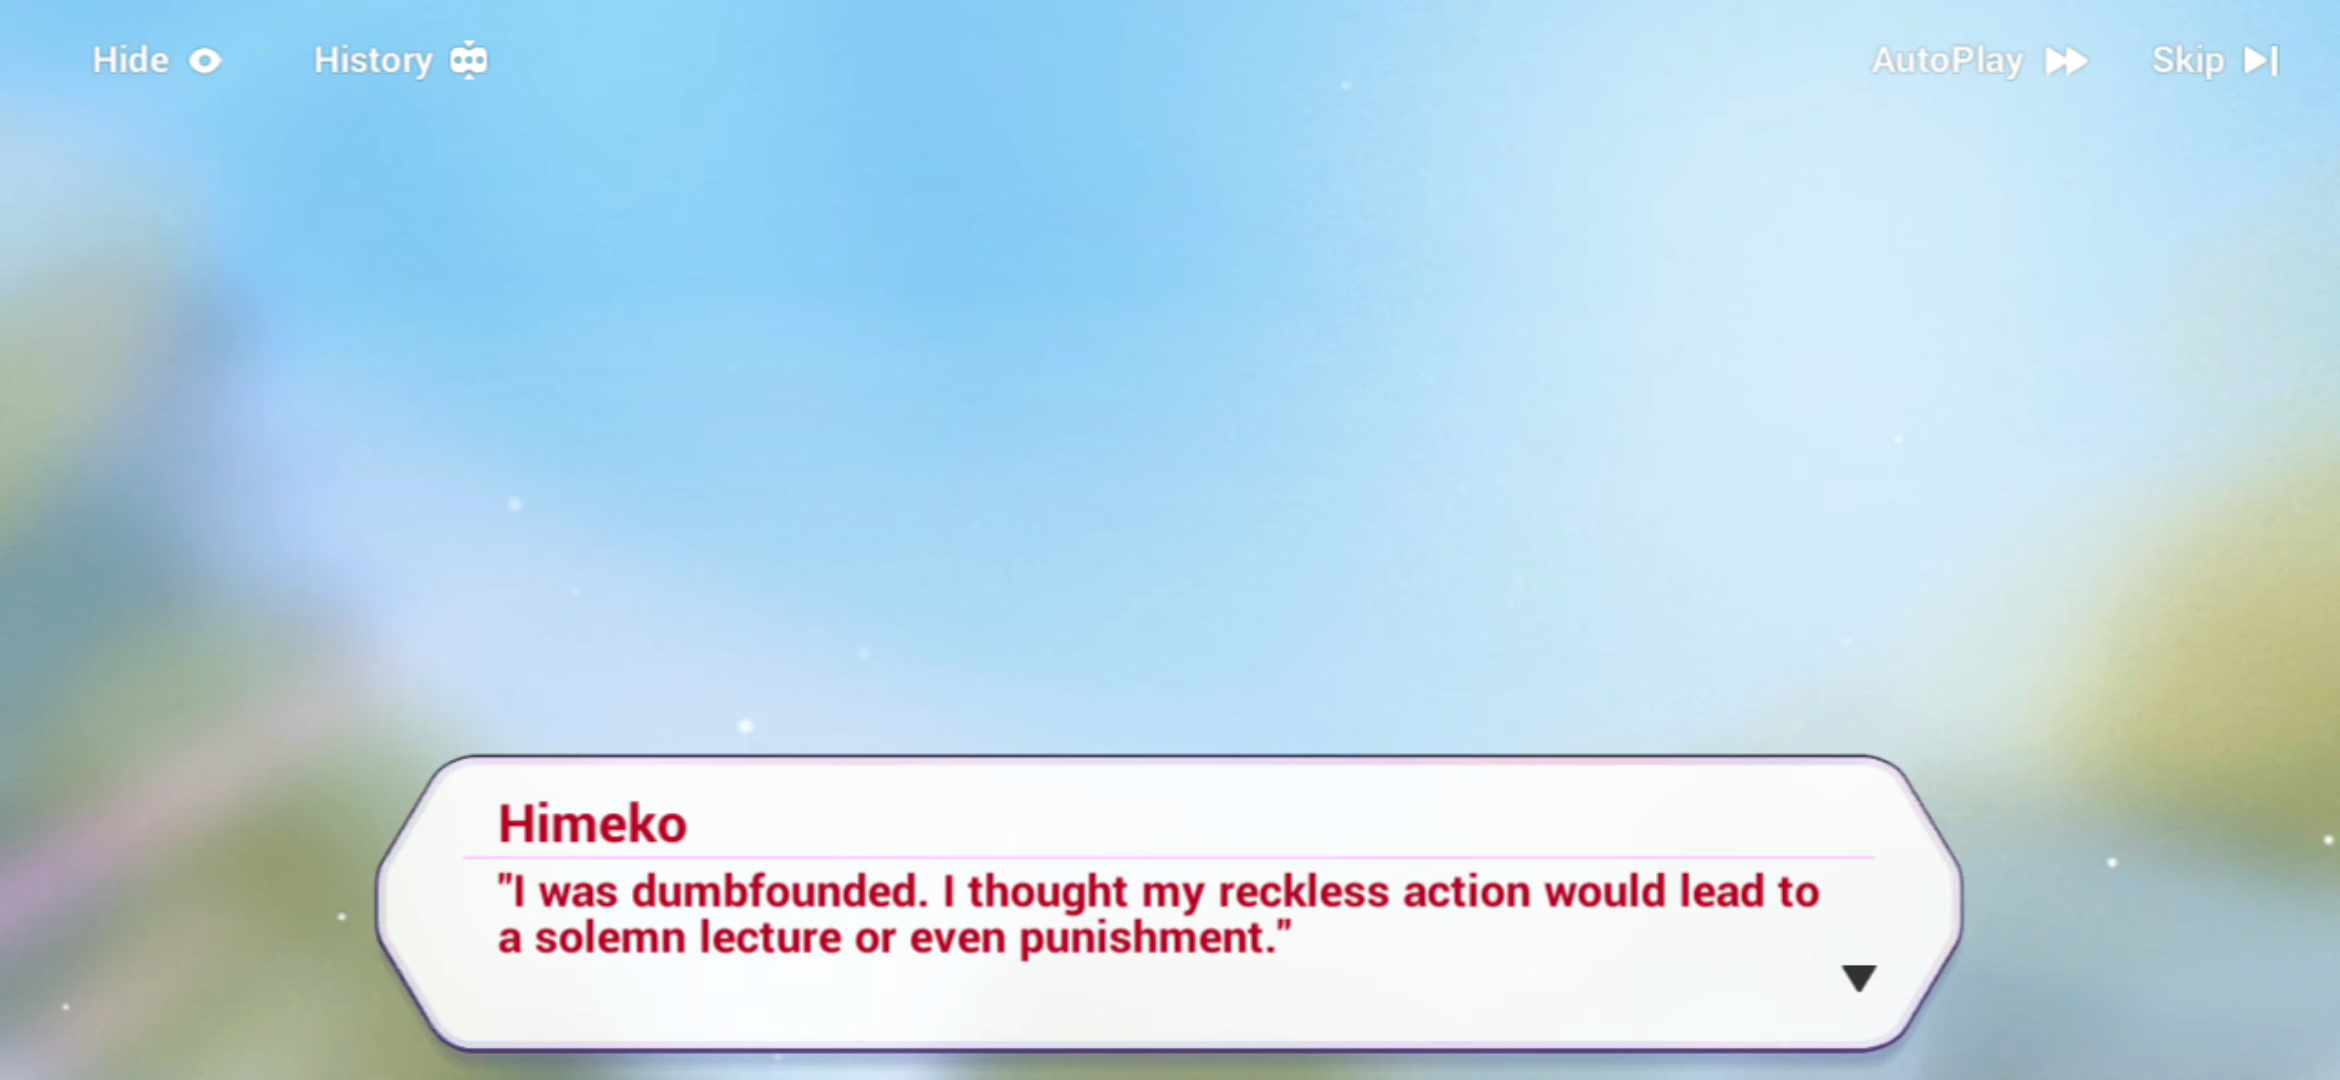 Hide
History
AutoPlay
Skip
Himeko
"I was dumbfounded. I thought my reckless action would lead to
a solemn lecture or even punishment."